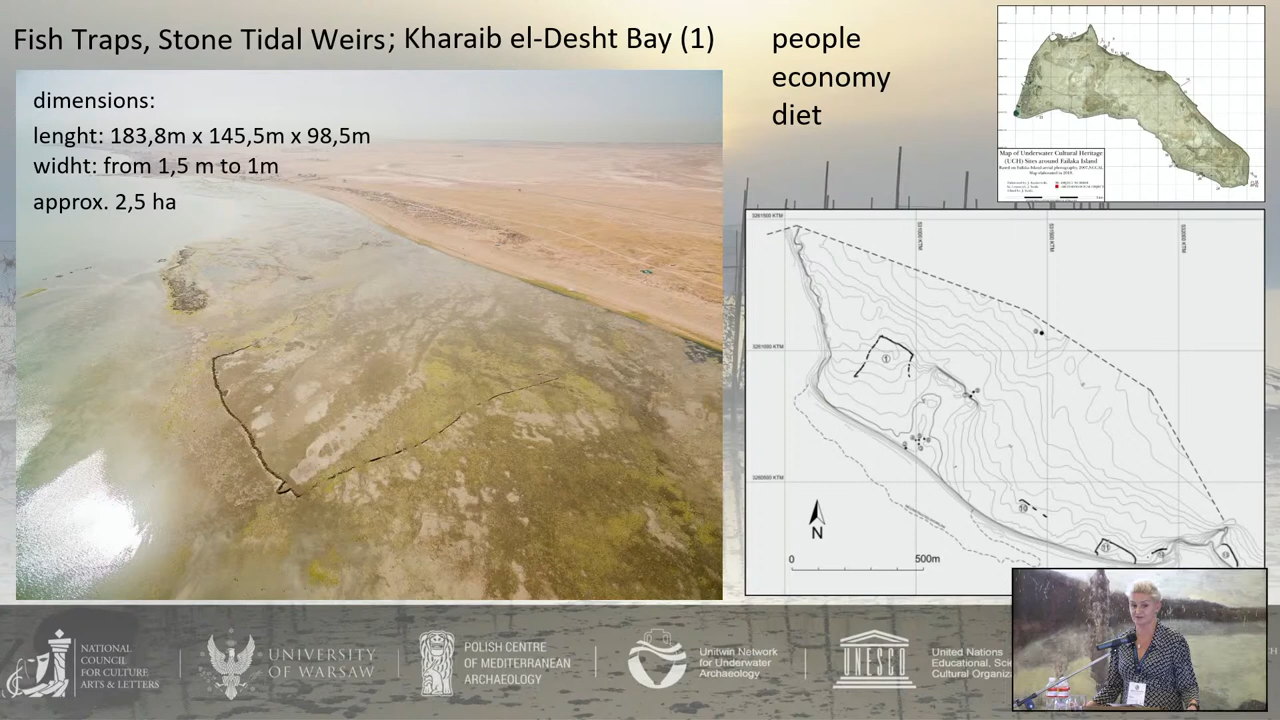 Fish Traps, Stone Tidal Weirs; Kharaib el-Desht Bay (1)
dimensions:
lenght: 183,8m x 145,5m x 98,5m
widht: from 1,5 m to 1m
approx. 2,5 ha
people
economy
diet
Map of Underwater Cultural Heritage
(UCH) Sites around Failaka Island
N
0
500m
1
10
11
NATIONAL
COUNCIL
FOR CULTURE
ARTS & LETTERS
UNIVERSITY
OF WARSAW
POLISH CENTRE
OF MEDITERRANEAN
ARCHAEOLOGY
Unitwin Network
for Underwater
Archaeology
UNESCO
United Nations
Educational, Sci
Cultural Organiz